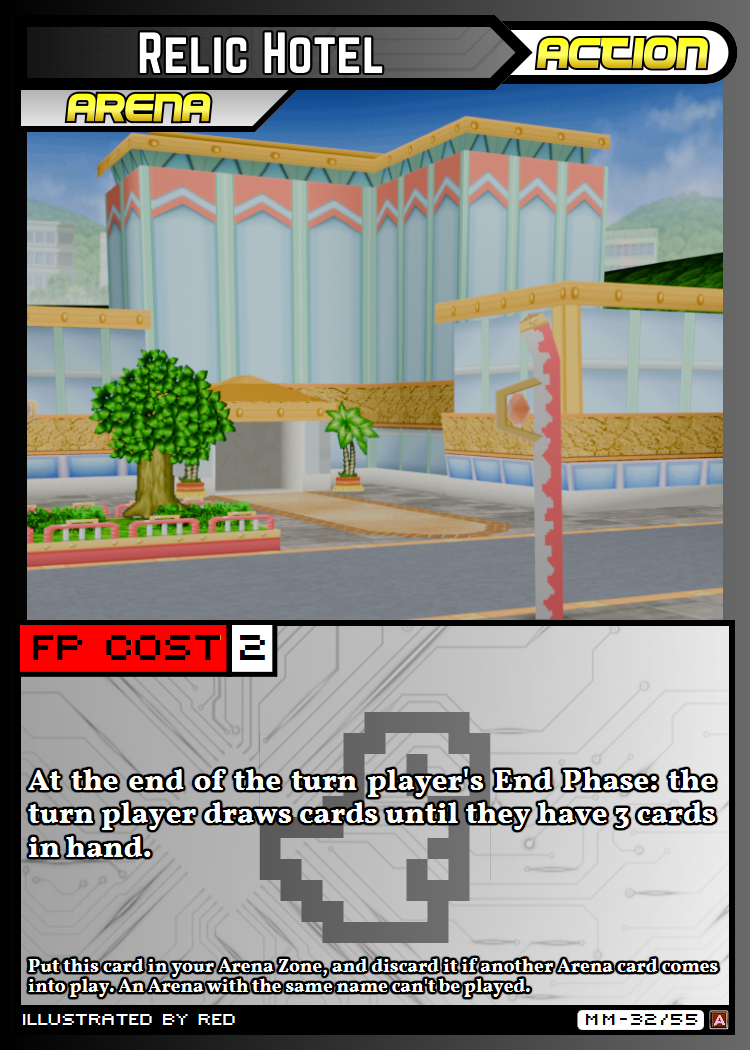 RELIC HOTEL
ACTION
ARENA
FP COST 2
At the end of the turn player's End Phase: the
turn player draws cards until they have 3 cards
in hand.
Put this card in your Arena Zone, and discard it if another Arena card comes
into play. An Arena with the same name can't be played.
ILLUSTRATED BY RED
MM-32/55 A